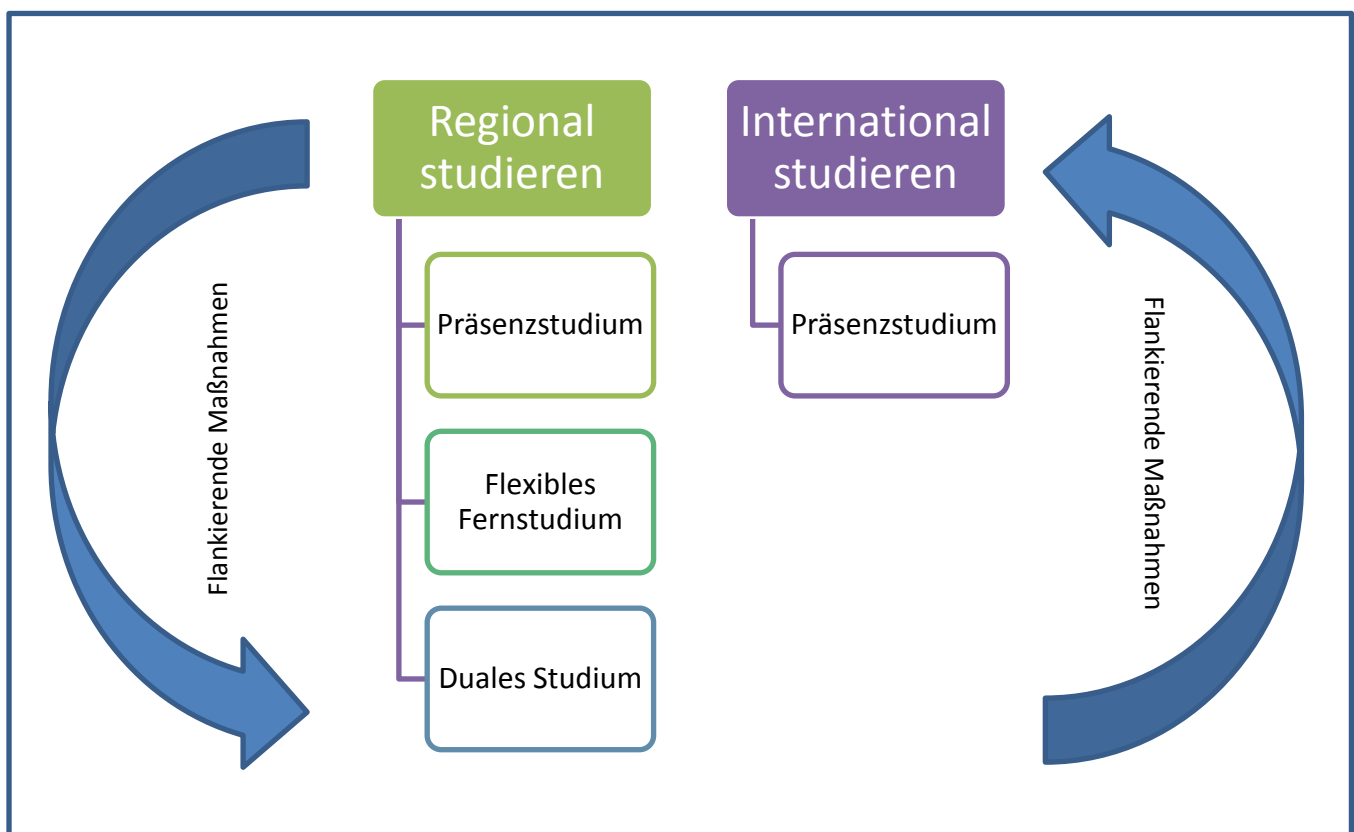 Regional
studieren
International
studieren
Präsenzstudium
Präsenzstudium
Flexibles
Fernstudium
Duales Studium
Flankierende Maßnahmen
Flankierende Maßnahmen